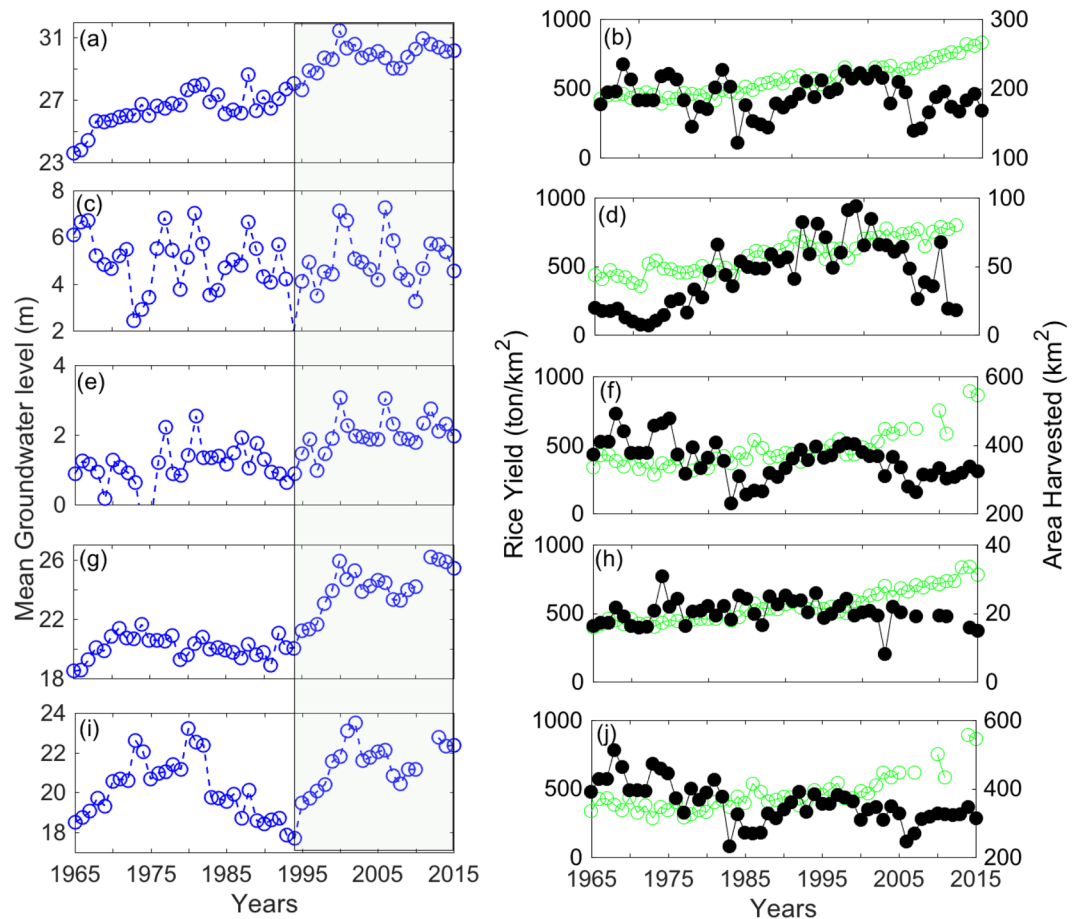 31
27
23
(a)
1000
500
0
(b)
300
200
100
8
6
4
2
(c)
1000
500
0
(d)
100
50
0
4
2
0
(e)
1000
500
0
(f)
600
400
200
26
22
18
(g)
1000
500
0
(h)
40
20
0
24
22
20
18
(i)
1000
500
0
(j)
600
400
200
Mean Groundwater level (m)
Rice Yield (ton/km²)
Area Harvested (km²)
1965 1975 1985 1995 2005 2015
1965 1975 1985 1995 2005 2015
Years
Years